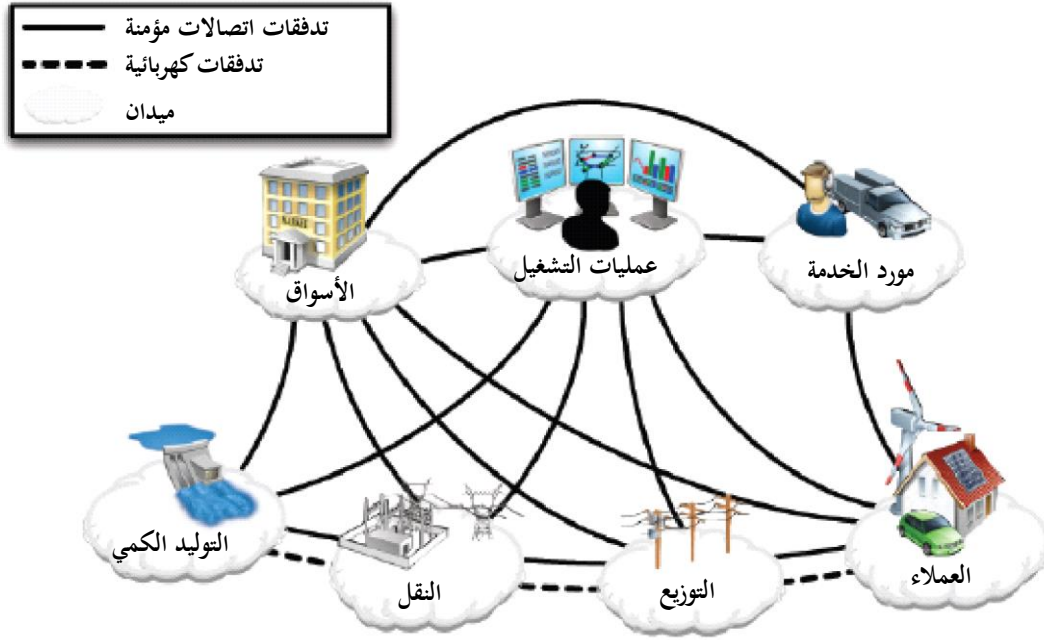 تدفقات اتصالات مؤمنة
تدفقات كهربائية
ميدان
عمليات التشغيل
مورد الخدمة
الأسواق
التوليد الكمي
النقل
التوزيع
العملاء